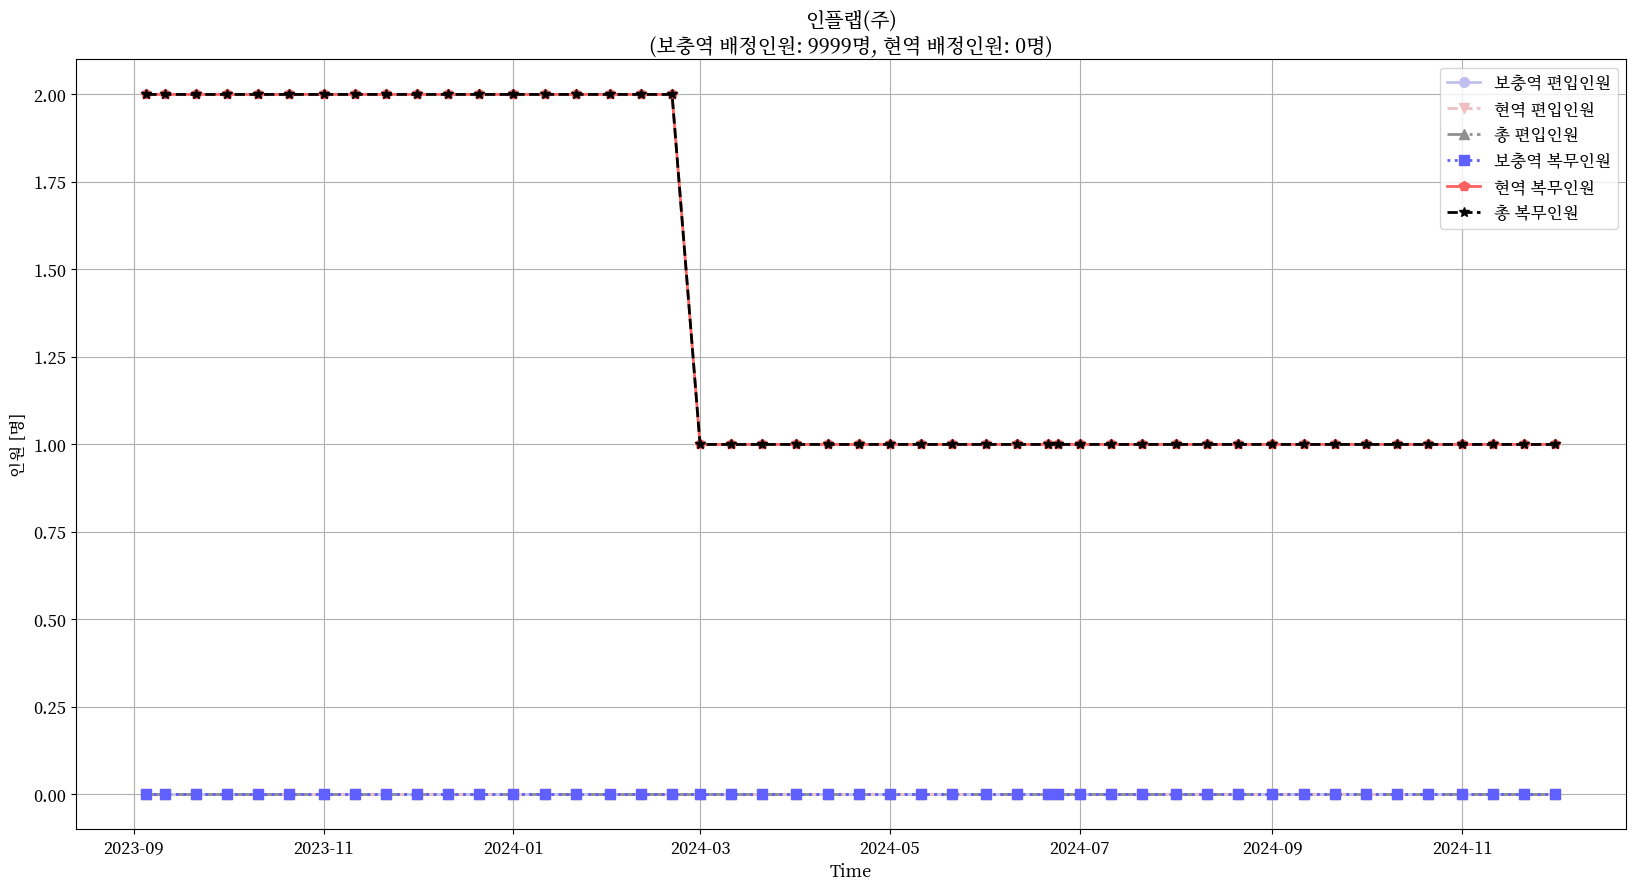 인플랩(주)
(보충역 배정인원: 9999명, 현역 배정인원: 0명)
보충역 편입인원
현역 편입인원
총 편입인원
보충역 복무인원
현역 복무인원
총 복무인원
2.00
1.75
1.50
1.25
1.00
0.75
0.50
0.25
0.00
인원 [명]
2023-09 2023-11 2024-01 2024-03 2024-05 2024-07 2024-09 2024-11
Time